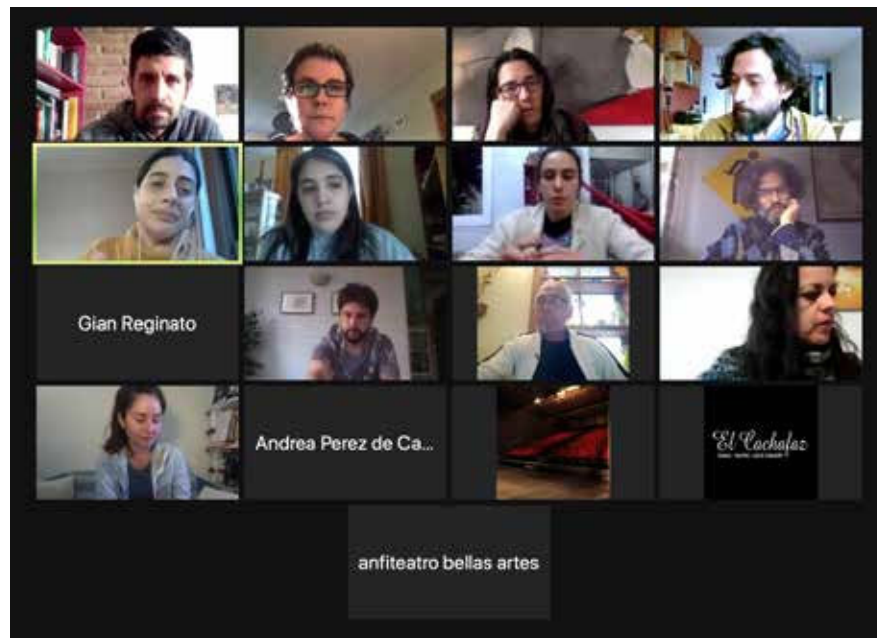 Gian Reginato
Andrea Perez de Ca...
El Cachafaz
anfiteatro bellas artes